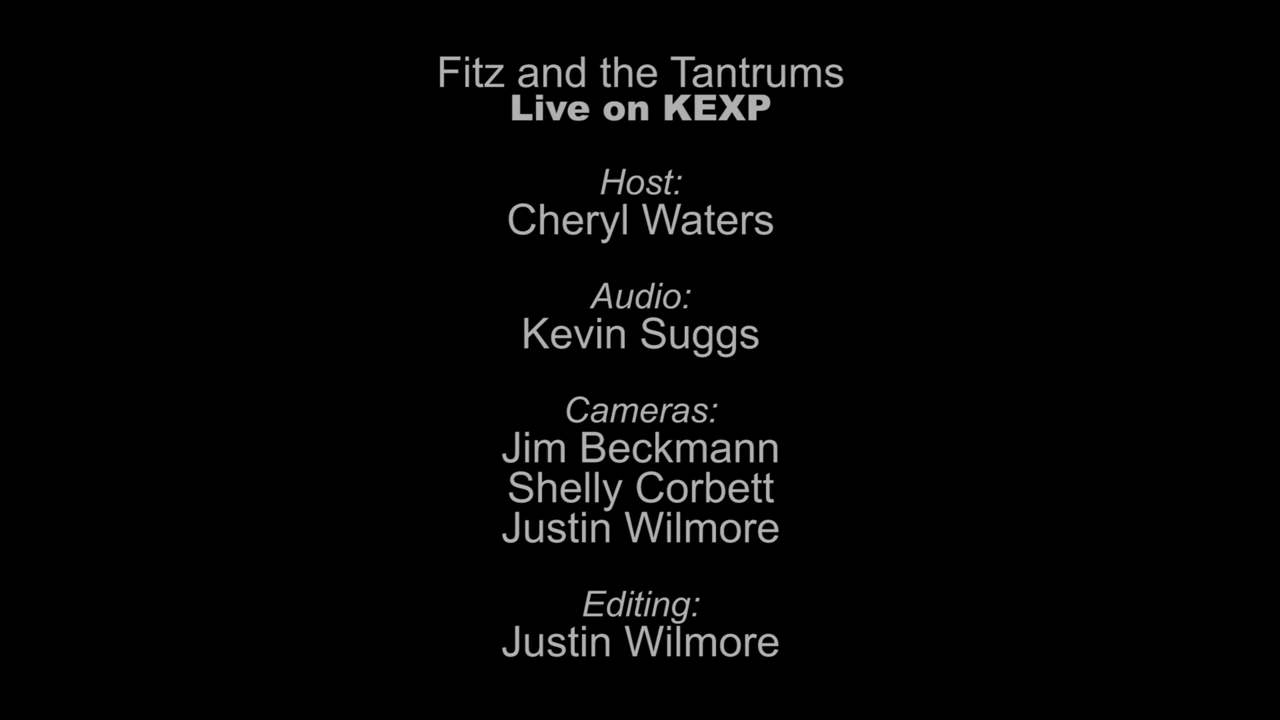 Fitz and the Tantrums
Live on KEXP
Host:
Cheryl Waters
Audio:
Kevin Suggs
Cameras:
Jim Beckmann
Shelly Corbett
Justin Wilmore
Editing:
Justin Wilmore